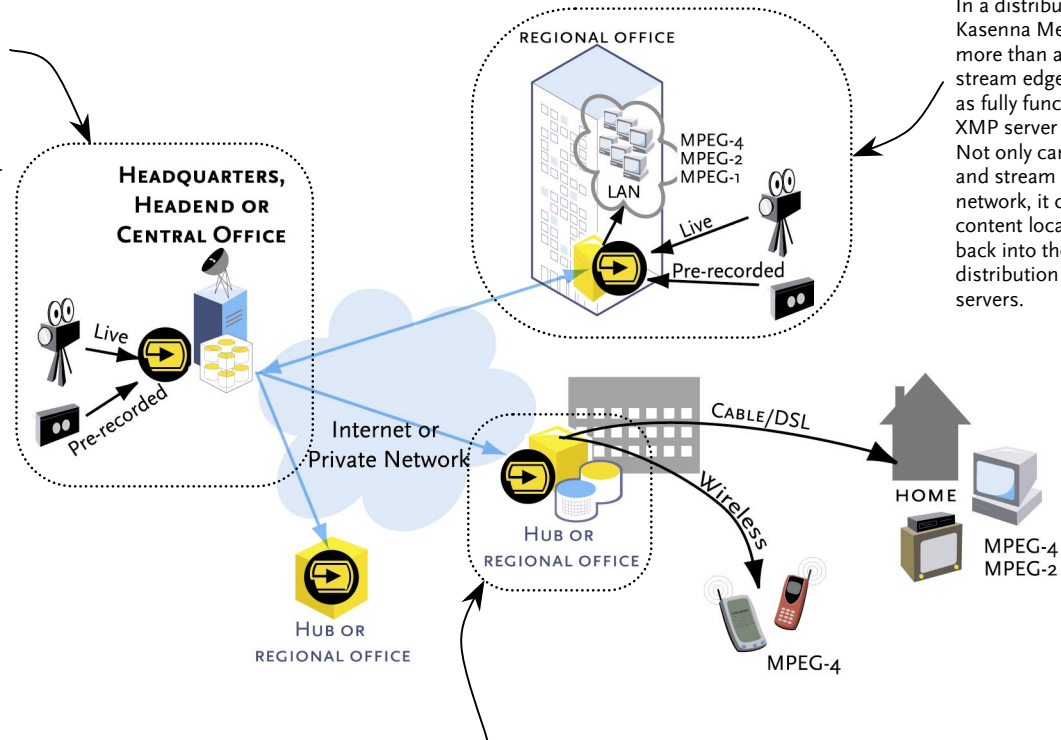 In a distribu
Kasenna Me
more than a
stream edge
as fully func
XMP server
Not only can
and stream
network, it c
content loca
back into the
distribution
servers.
REGIONAL OFFICE
MPEG-4
MPEG-2
MPEG-1
LAN
Live
Pre-recorded
HEADQUARTERS,
HEADEND OR
CENTRAL OFFICE
Live
Pre-recorded
Internet or
Private Network
CABLE/DSL
Wireless
HUB OR
REGIONAL OFFICE
HOME
MPEG-4
MPEG-2
HUB OR
REGIONAL OFFICE
MPEG-4